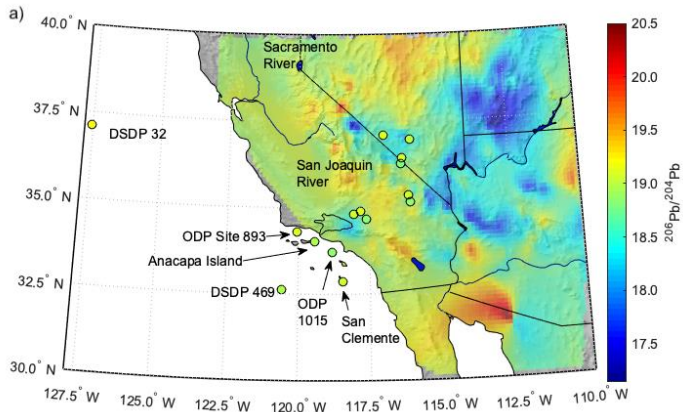 a)
40.0° N
37.5° N
35.0° N
32.5° N
30.0° N
Sacramento
River
DSDP 32
San Joaquin
River
ODP Site 893
Anacapa Island
DSDP 469
ODP
1015
San
Clemente
127.5° W
125.0° W
122.5° W
120.0° W
117.5° W
115.0° W
112.5° W
110.0° W
20.5
20.0
19.5
19.0
18.5
18.0
17.5
²⁰⁶Pb/²⁰⁴Pb